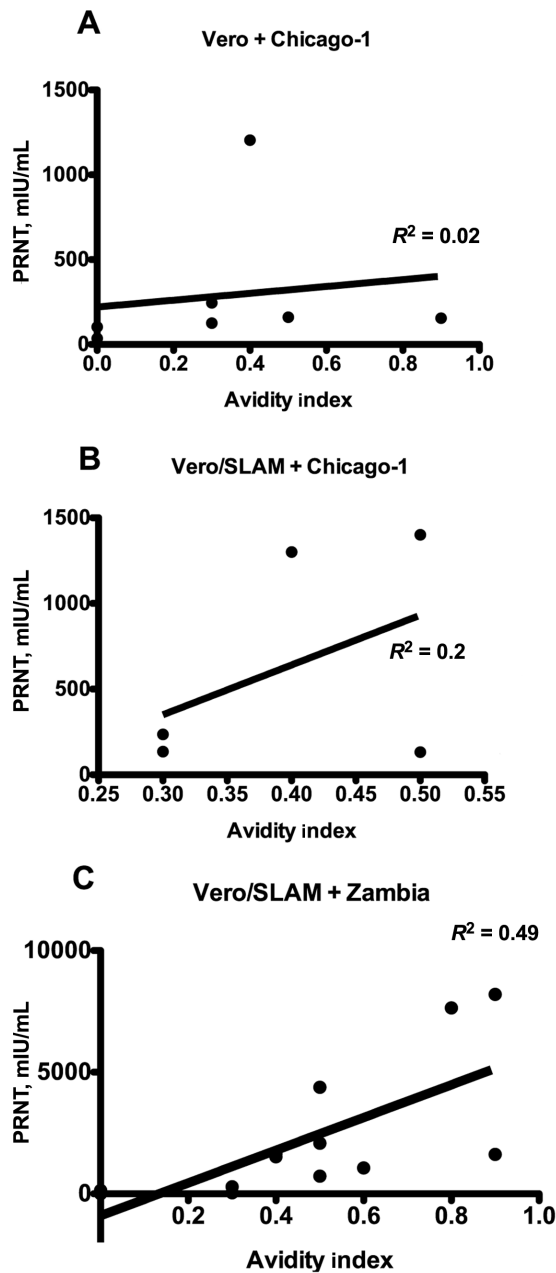 A
Vero + Chicago-1
1500
1000
500
0
PRNT, mIU/mL
R² = 0.02
0.0 0.2 0.4 0.6 0.8 1.0
Avidity index
B
Vero/SLAM + Chicago-1
1500
1000
500
0
PRNT, mIU/mL
R² = 0.2
0.25 0.30 0.35 0.40 0.45 0.50 0.55
Avidity index
C
Vero/SLAM + Zambia
R² = 0.49
10000
5000
0
PRNT, mIU/mL
0.2 0.4 0.6 0.8 1.0
Avidity index